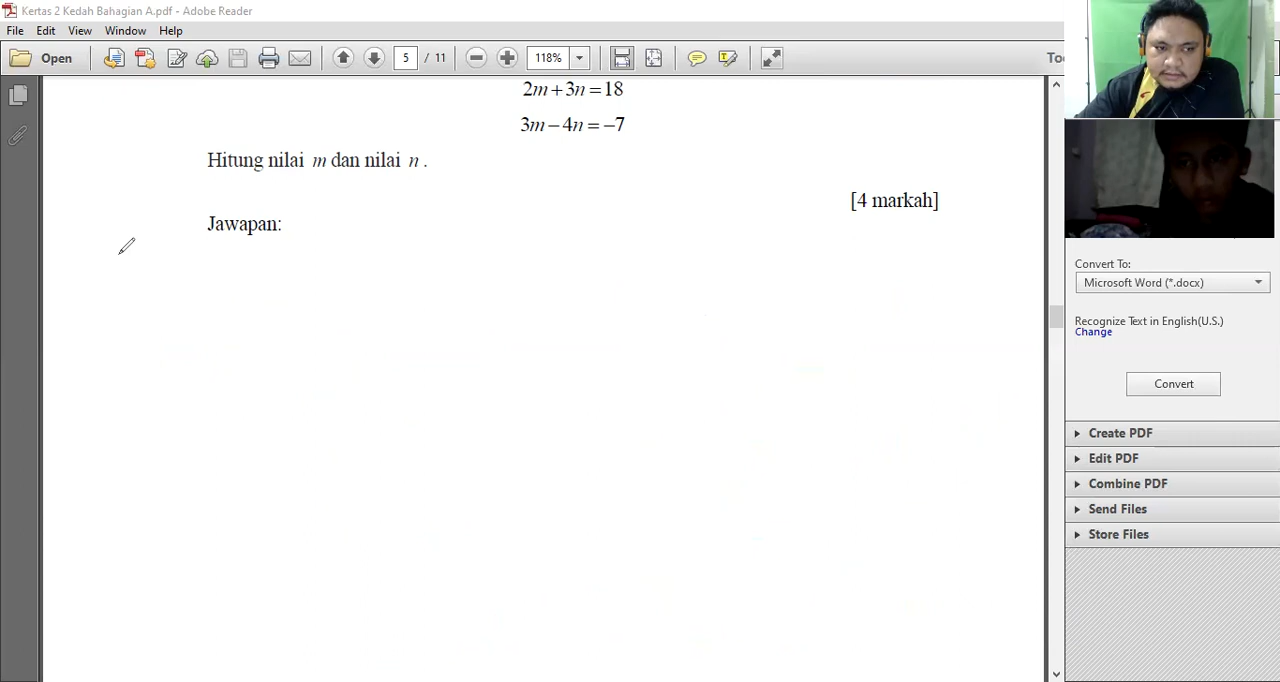 Kertas 2 Kedah Bahagian A.pdf - Adobe Reader
File Edit View Window Help
Open 5 / 11 118% To
2m + 3n = 18
3m − 4n = −7
Hitung nilai m dan nilai n .
[4 markah]
Jawapan:
Convert To:
Microsoft Word (*.docx)
Recognize Text in English(U.S.)
Change
Convert
Create PDF
Edit PDF
Combine PDF
Send Files
Store Files